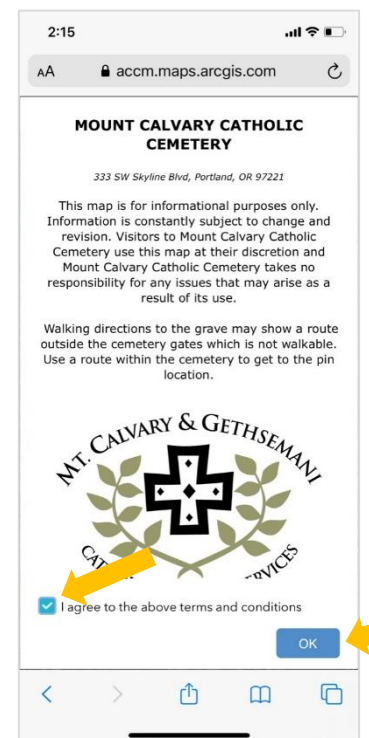 2:15
AA accm.maps.arcgis.com
MOUNT CALVARY CATHOLIC
CEMETERY
333 SW Skyline Blvd, Portland, OR 97221
This map is for informational purposes only.
Information is constantly subject to change and
revision. Visitors to Mount Calvary Catholic
Cemetery use this map at their discretion and
Mount Calvary Catholic Cemetery takes no
responsibility for any issues that may arise as a
result of its use.
Walking directions to the grave may show a route
outside the cemetery gates which is not walkable.
Use a route within the cemetery to get to the pin
location.
MT. CALVARY & GETHSEMANI
I agree to the above terms and conditions
OK